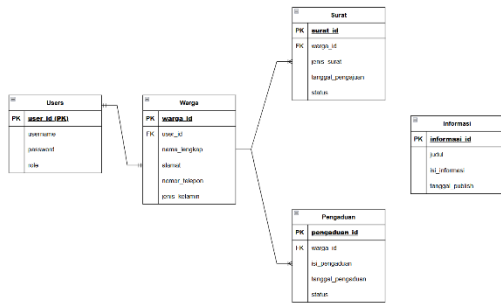 Users
PK user_id (PK)
username
password
role
Warga
PK warga_id
FK user_id
nama_lengkap
alamat
nomor_telepon
jenis_kelamin
Surat
PK surat_id
FK warga_id
jenis_surat
tanggal_pengajuan
status
Pengaduan
PK pengaduan_id
FK warga_id
isi_pengaduan
tanggal_pengaduan
status
Informasi
PK informasi_id
judul
isi_informasi
tanggal_publish